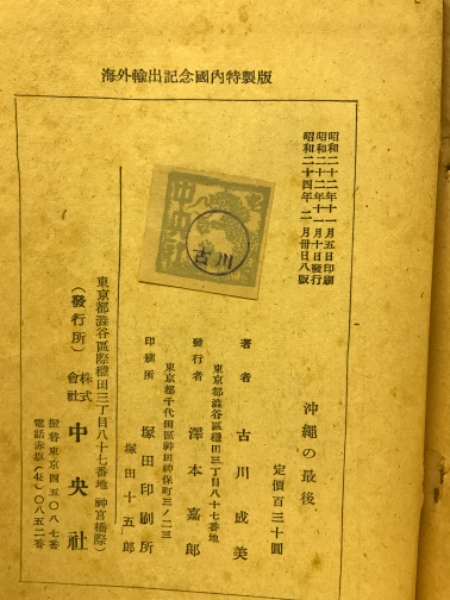 海外輸出記念國內特製版
昭和二十二年十一月五日印刷
昭和二十二年十一月十日發行
昭和二十四年二月卅日八版
沖繩の最後
定價百三十圓
著者 古川成美
東京都澁谷區穩田三丁目八十七番地
發行者 澤本嘉郎
東京都千代田區神田神保町三ノ二三
印刷所 塚田印刷所
塚田十五郎
東京都澁谷區穩田三丁目八十七番地(神宮橋際)
(發行所) 株式會社 中央社
振替東京四五〇八七番
電話赤坂(48)〇八五二番
中央社
古川